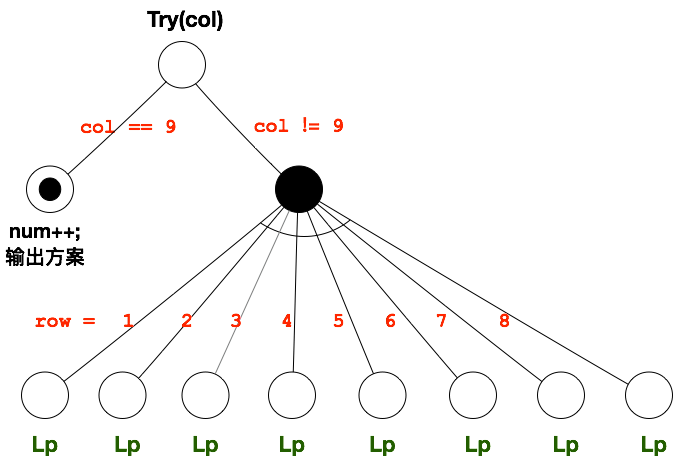 Try(col)
col == 9
col != 9
num++;
输出方案
row = 1 2 3 4 5 6 7 8
Lp Lp Lp Lp Lp Lp Lp Lp